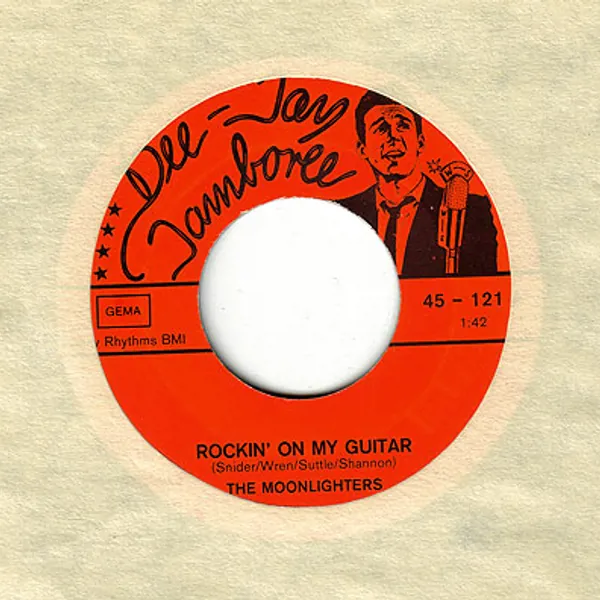 Dee-Jay
Jamboree
GEMA
45 - 121
1:42
Rhythms BMI
ROCKIN' ON MY GUITAR
(Snider/Wren/Suttle/Shannon)
THE MOONLIGHTERS